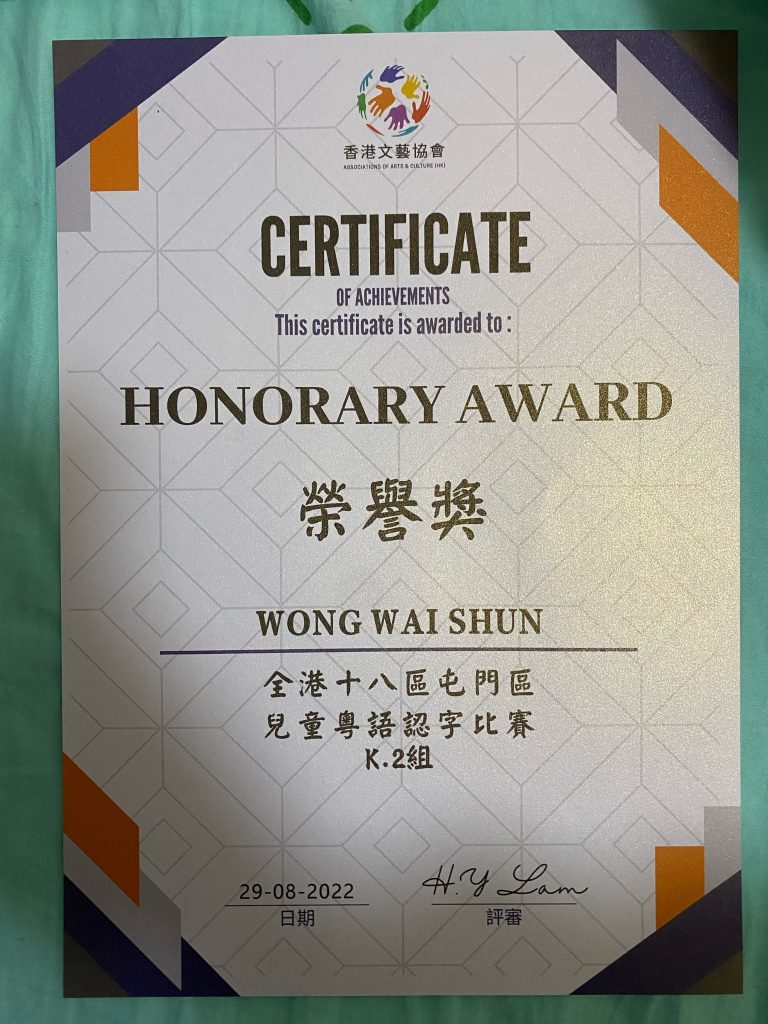 香港文藝協會
ASSOCIATIONS OF ARTS & CULTURE (HK)
CERTIFICATE
OF ACHIEVEMENTS
This certificate is awarded to :
HONORARY AWARD
榮譽獎
WONG WAI SHUN
全港十八區屯門區
兒童粵語認字比賽
K.2組
29-08-2022
日期
H.Y Lam
評審